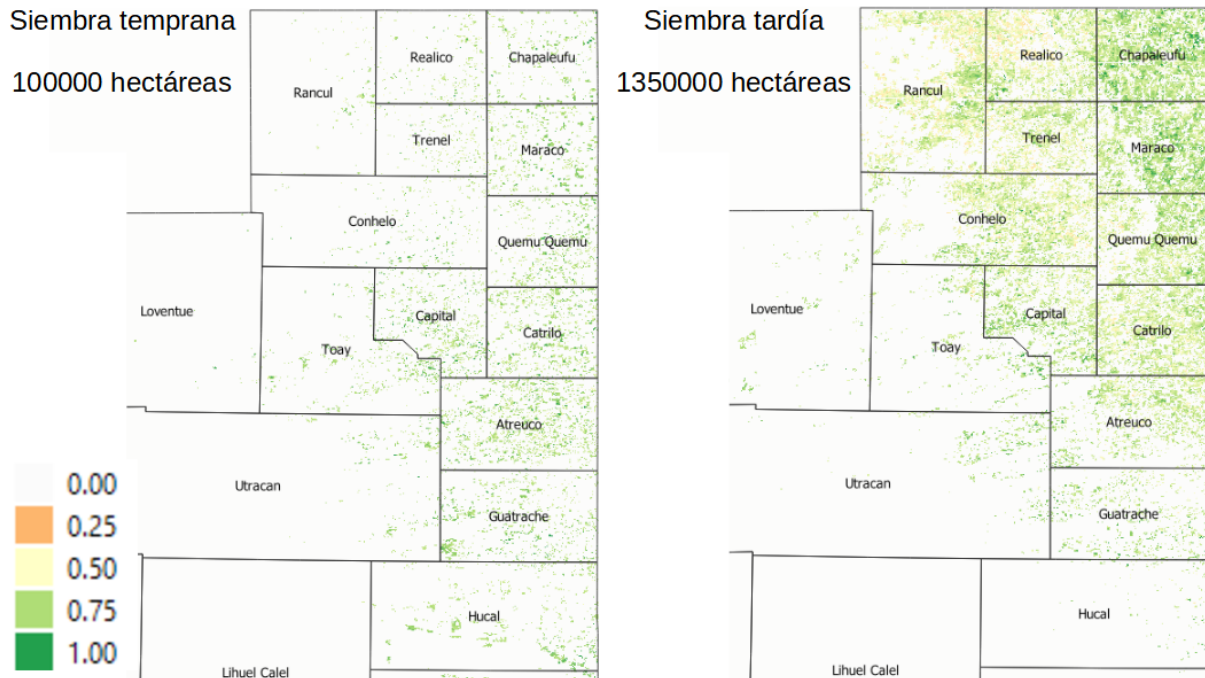 Siembra temprana
100000 hectáreas
Realico
Chapaleufu
Rancul
Trenel
Maraco
Conhelo
Quemu Quemu
Loventue
Capital
Catrilo
Toay
Atreuco
Utracan
Guatrache
Hucal
Lihuel Calel
0.00
0.25
0.50
0.75
1.00
Siembra tardía
1350000 hectáreas
Realico
Chapaleufu
Rancul
Trenel
Maraco
Conhelo
Quemu Quemu
Loventue
Capital
Catrilo
Toay
Atreuco
Utracan
Guatrache
Hucal
Lihuel Calel